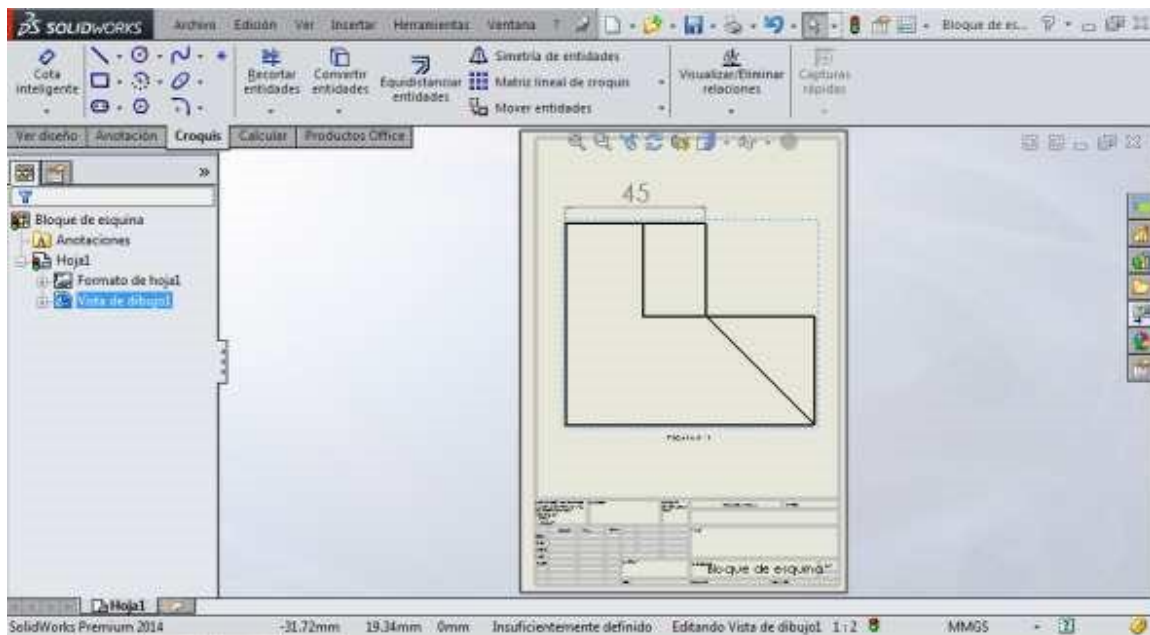 SOLIDWORKS Archivo Edición Ver Insertar Herramientas Ventana ? Bloque de es...
Cota inteligente
Recortar entidades
Convertir entidades
Equidistanciar entidades
Simetría de entidades
Matriz lineal de croquis
Mover entidades
Visualizar/Eliminar relaciones
Capturas rápidas
Ver diseño Anotación Croquis Calcular Productos Office
Bloque de esquina
Anotaciones
Hoja1
Formato de hoja1
Vista de dibujo1
45
Bloque de esquina
Hoja1
SolidWorks Premium 2014 -31.72mm 19.34mm 0mm Insuficientemente definido Editando Vista de dibujo1 1:2 MMGS